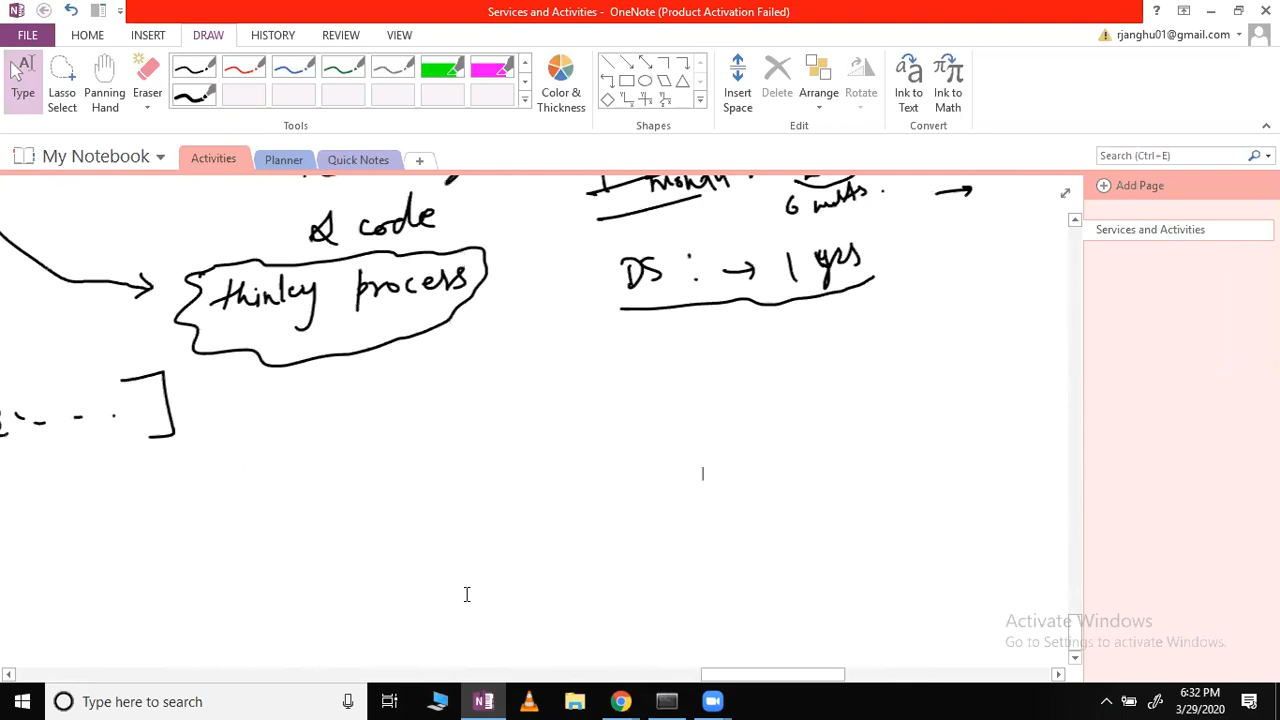 Services and Activities - OneNote (Product Activation Failed)
FILE HOME INSERT DRAW HISTORY REVIEW VIEW
rjanghu01@gmail.com
Type
Lasso Select
Panning Hand
Eraser
Color & Thickness
Insert Space
Delete
Arrange
Rotate
Ink to Text
Ink to Math
Tools
Shapes
Edit
Convert
My Notebook
Activities
Planner
Quick Notes
Search (Ctrl+E)
Add Page
Services and Activities
& code
process
DS : → 1 yrs
Activate Windows
Go to Settings to activate Windows.
Type here to search
6:32 PM
3/29/2020